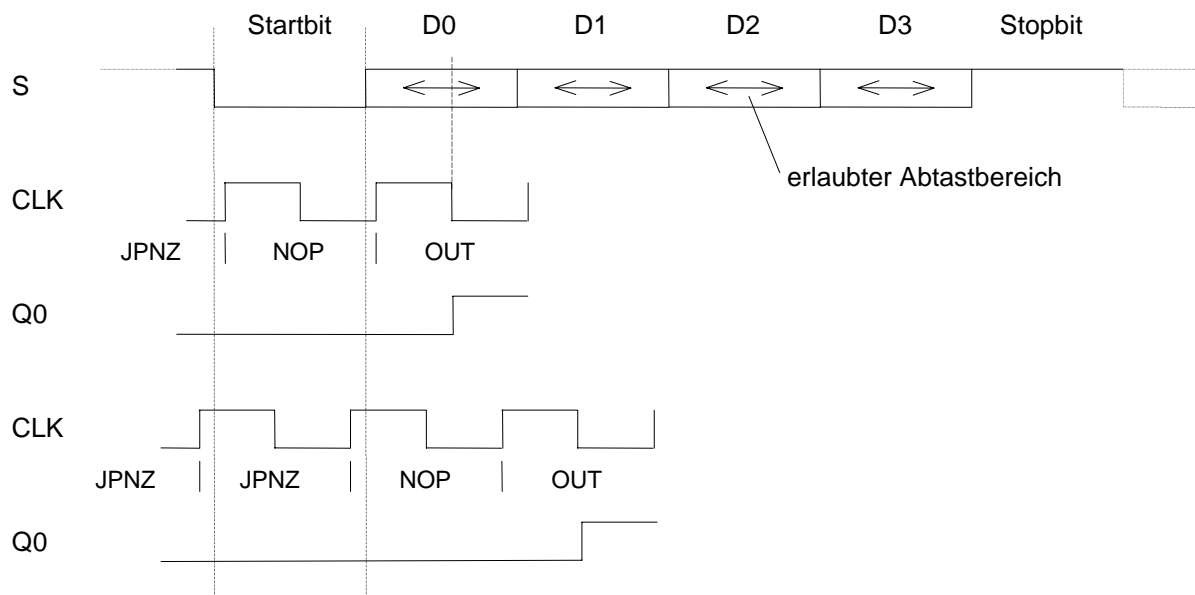 Startbit D0 D1 D2 D3 Stopbit
S
erlaubter Abtastbereich
CLK
JPNZ NOP OUT
Q0
CLK
JPNZ JPNZ NOP OUT
Q0